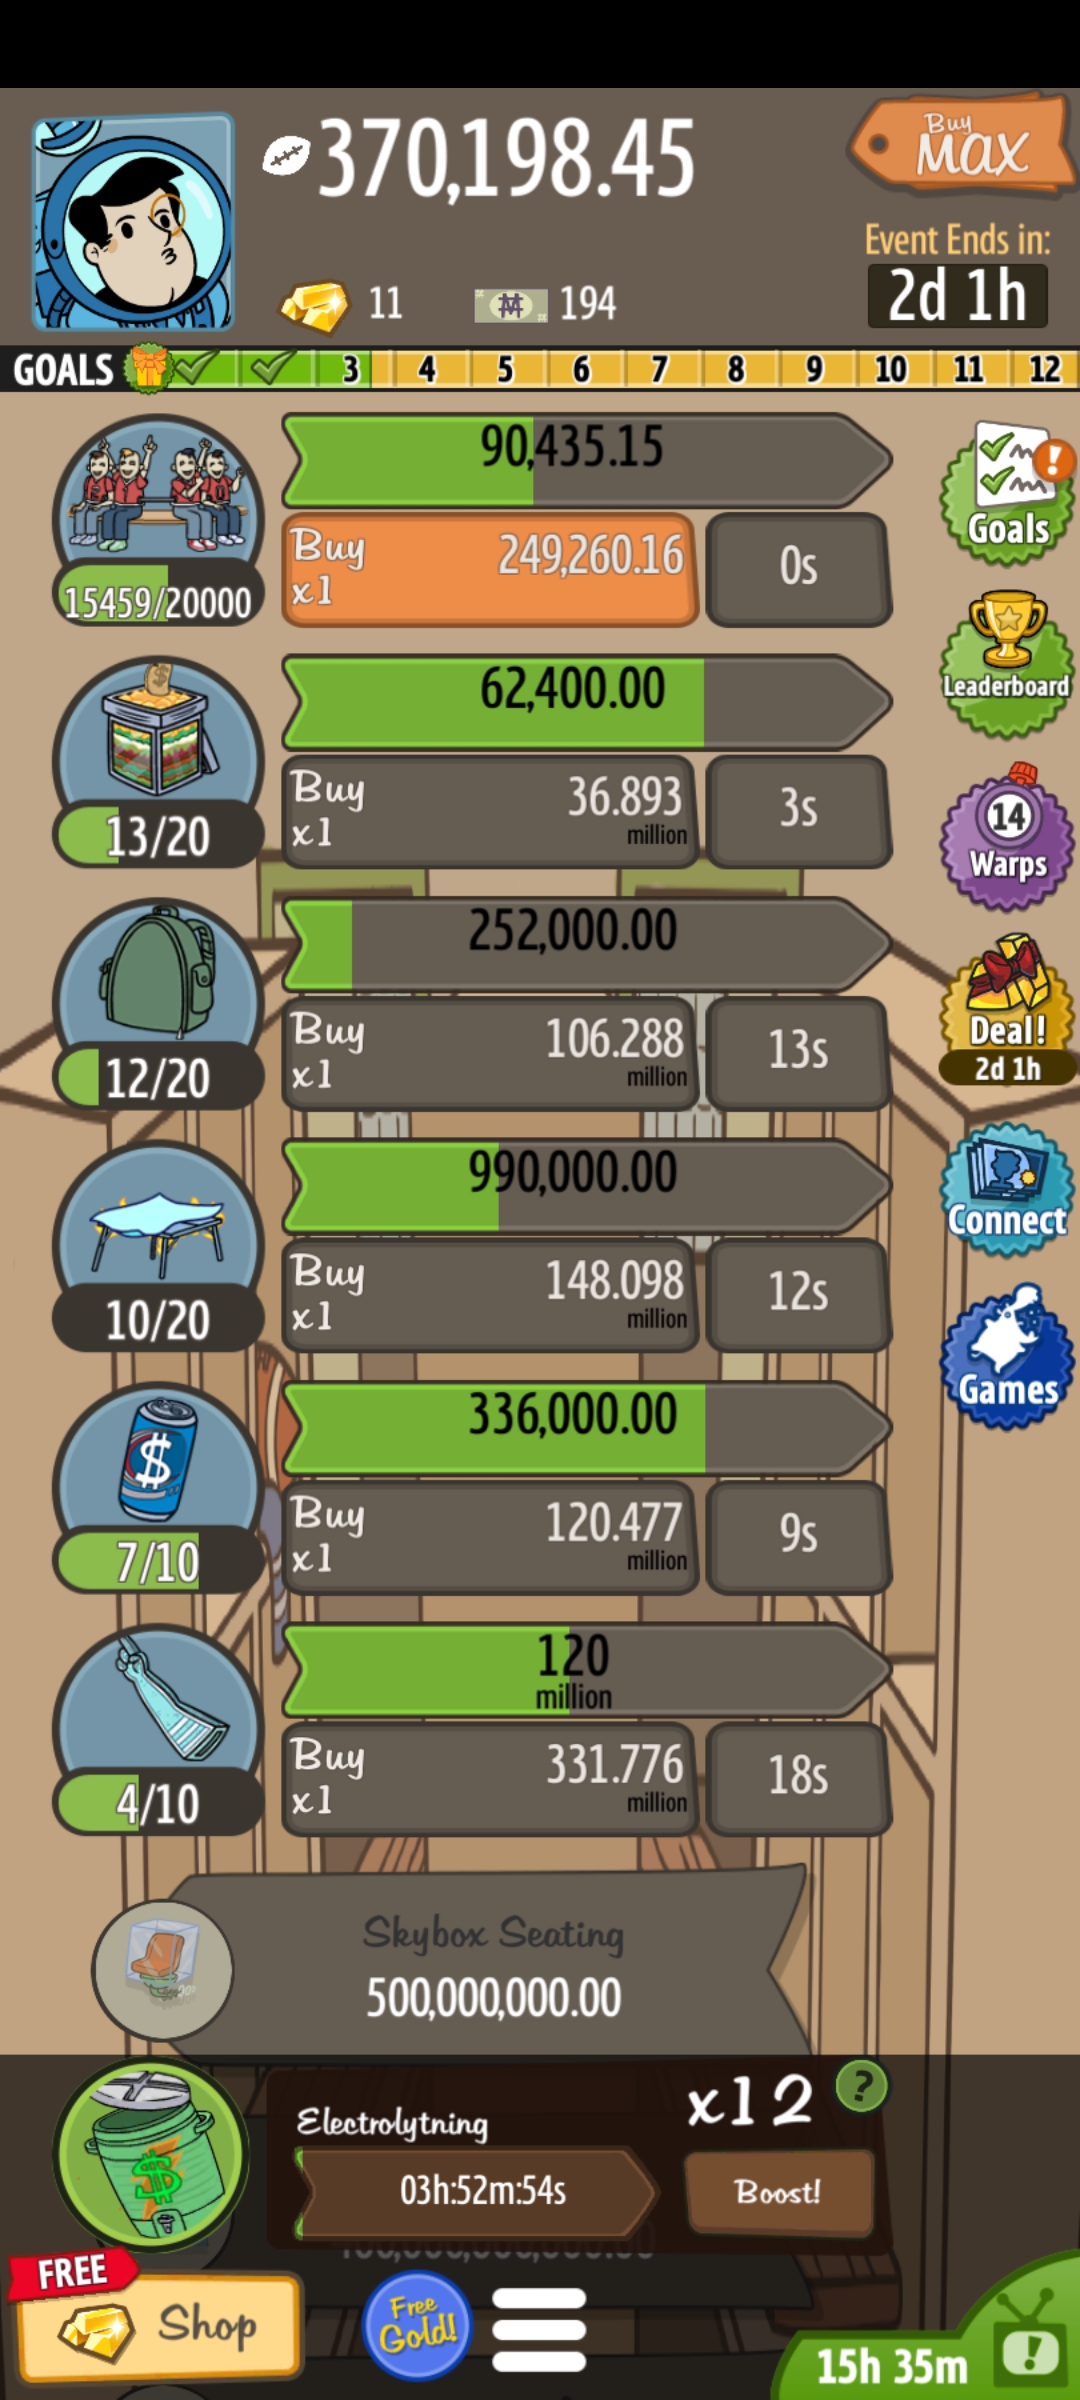 370,198.45
Buy
MAX
Event Ends in:
2d 1h
11
194
GOALS 3 4 5 6 7 8 9 10 11 12
90,435.15
Buy
x1
249,260.16
0s
15459/20000
Goals
62,400.00
Buy
x1
36.893
million
3s
13/20
Leaderboard
14
Warps
252,000.00
Buy
x1
106.288
million
13s
12/20
Deal!
2d 1h
990,000.00
Buy
x1
148.098
million
12s
10/20
Connect
336,000.00
Buy
x1
120.477
million
9s
7/10
Games
120
million
Buy
x1
331.776
million
18s
4/10
Skybox Seating
500,000,000.00
Electrolytning
x12
?
03h:52m:54s
Boost!
FREE
Shop
Free
Gold!
15h 35m